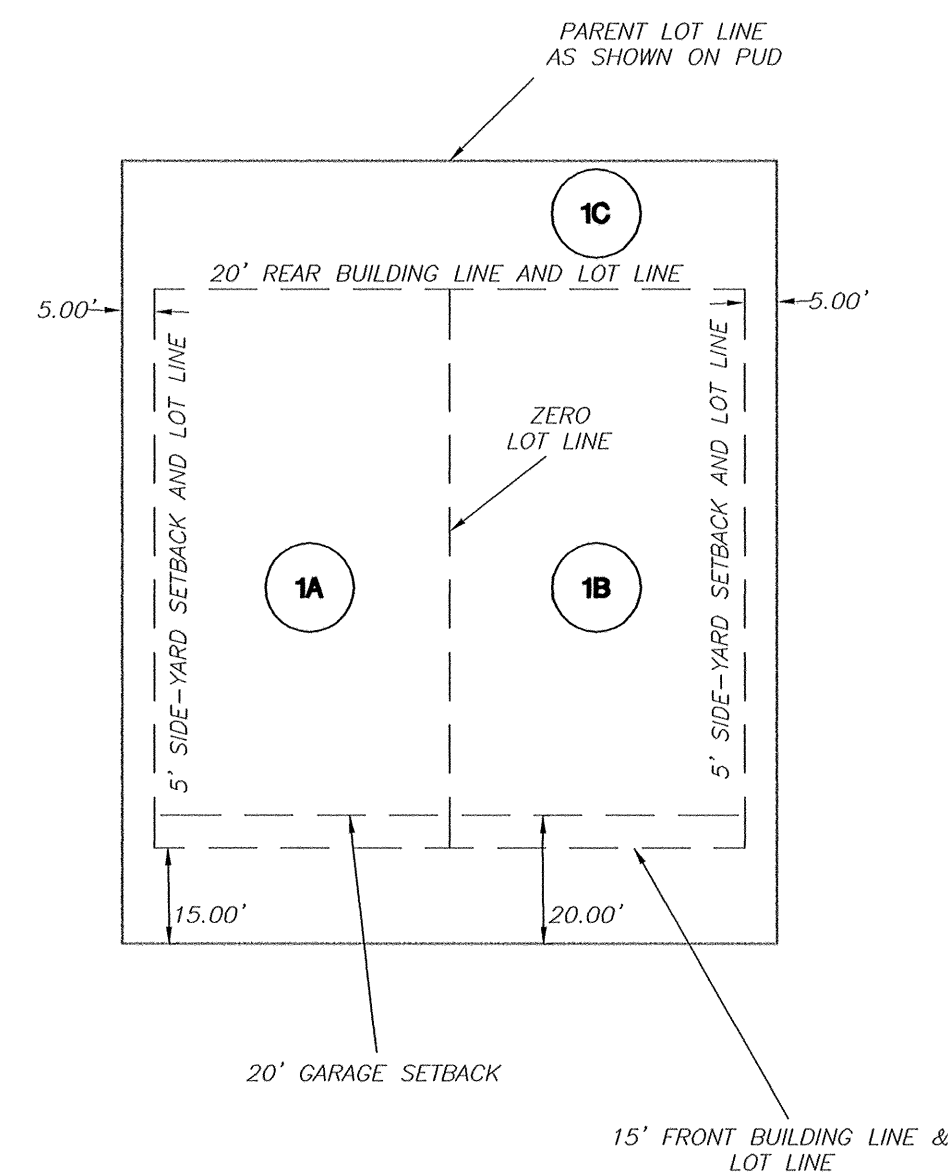 PARENT LOT LINE
AS SHOWN ON PUD
1C
20' REAR BUILDING LINE AND LOT LINE
5.00'
5.00'
5' SIDE-YARD SETBACK AND LOT LINE
5' SIDE-YARD SETBACK AND LOT LINE
ZERO
LOT LINE
1A
1B
15.00'
20.00'
20' GARAGE SETBACK
15' FRONT BUILDING LINE &
LOT LINE